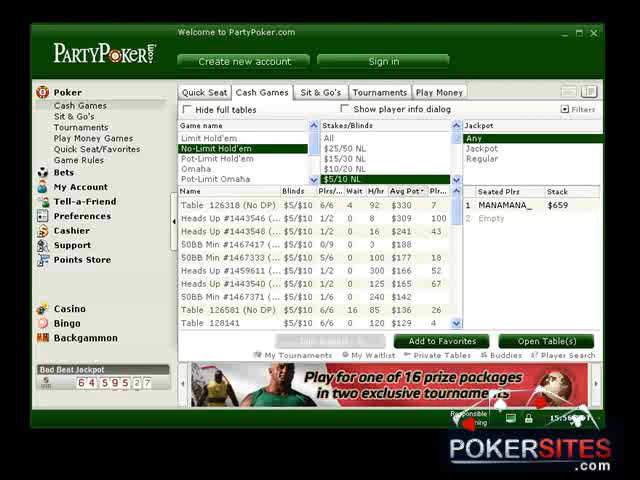 Welcome to PartyPoker.com
PARTYPOKER.com
Create new account
Sign in
Poker
Cash Games
Sit & Go's
Tournaments
Play Money Games
Quick Seat/Favorites
Game Rules
Bets
My Account
Tell-a-Friend
Preferences
Cashier
Support
Points Store
Casino
Bingo
Backgammon
Bad Beat Jackpot
$ USD 64 595 27
Quick Seat Cash Games Sit & Go's Tournaments Play Money
Hide full tables Show player info dialog Filters
Game name Stakes/Blinds Jackpot
Limit Hold'em All Any
No-Limit Hold'em $25/50 NL Jackpot
Pot-Limit Hold'em $15/30 NL Regular
Omaha $10/20 NL
Pot-Limit Omaha $5/10 NL
Name Blinds Plrs/... Wait H/hr Avg Pot Plr... Seated Plrs Stack
Table 126318 (No DP) $5/$10 6/6 4 92 $330 7 1 MANAMANA_ $659
Heads Up #1443546 (... $5/$10 1/2 0 8 $309 100 2 Empty
Heads Up #1443548 (... $5/$10 1/2 0 16 $241 43
50BB Min #1467417 (... $5/$10 0/9 0 3 $188
50BB Min #1467333 (... $5/$10 5/6 0 100 $177 18
Heads Up #1459611 (... $5/$10 1/2 0 300 $166 52
Heads Up #1443540 (... $5/$10 1/2 0 125 $165 67
50BB Min #1467371 (... $5/$10 1/6 0 240 $142
Table 126581 (No DP) $5/$10 6/6 16 85 $136 26
Table 128141 $5/$10 6/6 0 120 $129 4
Add to Favorites Open Table(s)
My Tournaments My Waitlist Private Tables Buddies Player Search
Play for one of 16 prize packages
in two exclusive tournaments
Responsible
POKERSITES
.com